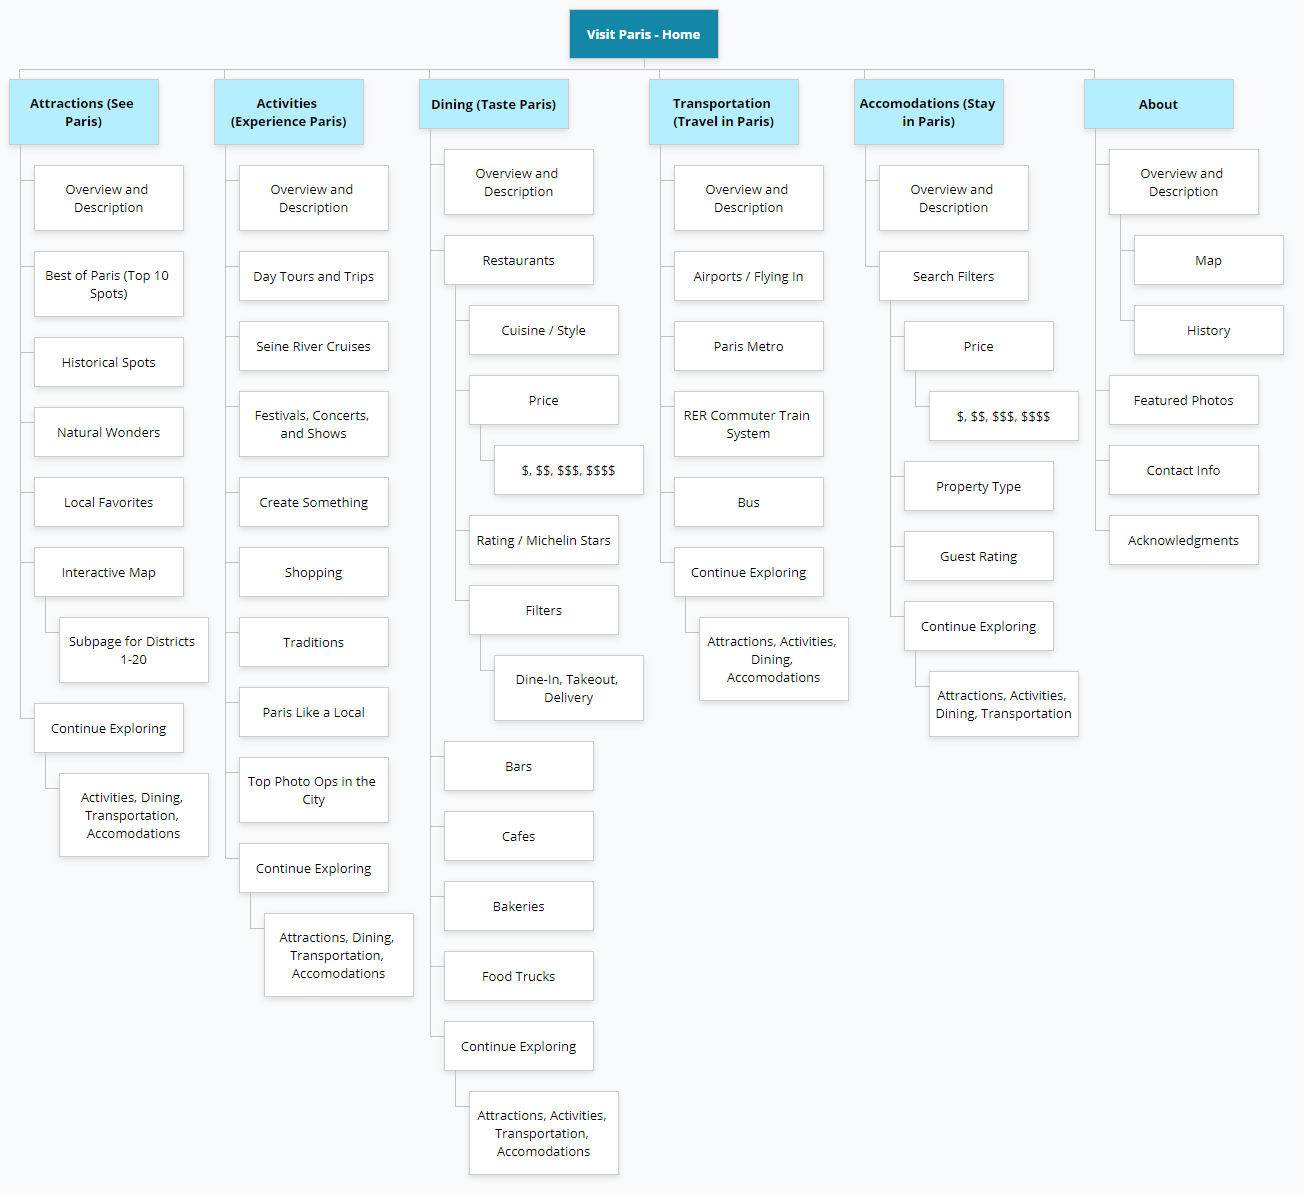 Visit Paris - Home
Attractions (See
Paris)
Overview and
Description
Best of Paris (Top 10
Spots)
Historical Spots
Natural Wonders
Local Favorites
Interactive Map
Subpage for Districts
1-20
Continue Exploring
Activities, Dining,
Transportation,
Accomodations
Activities
(Experience Paris)
Overview and
Description
Day Tours and Trips
Seine River Cruises
Festivals, Concerts,
and Shows
Create Something
Shopping
Traditions
Paris Like a Local
Top Photo Ops in the
City
Continue Exploring
Attractions, Dining,
Transportation,
Accomodations
Dining (Taste Paris)
Overview and
Description
Restaurants
Cuisine / Style
Price
$, $$, $$$, $$$$
Rating / Michelin Stars
Filters
Dine-In, Takeout,
Delivery
Bars
Cafes
Bakeries
Food Trucks
Continue Exploring
Attractions, Activities,
Transportation,
Accomodations
Transportation
(Travel in Paris)
Overview and
Description
Airports / Flying In
Paris Metro
RER Commuter Train
System
Bus
Continue Exploring
Attractions, Activities,
Dining,
Accomodations
Accomodations (Stay
in Paris)
Overview and
Description
Search Filters
Price
$, $$, $$$, $$$$
Property Type
Guest Rating
Continue Exploring
Attractions, Activities,
Dining, Transportation
About
Overview and
Description
Map
History
Featured Photos
Contact Info
Acknowledgments